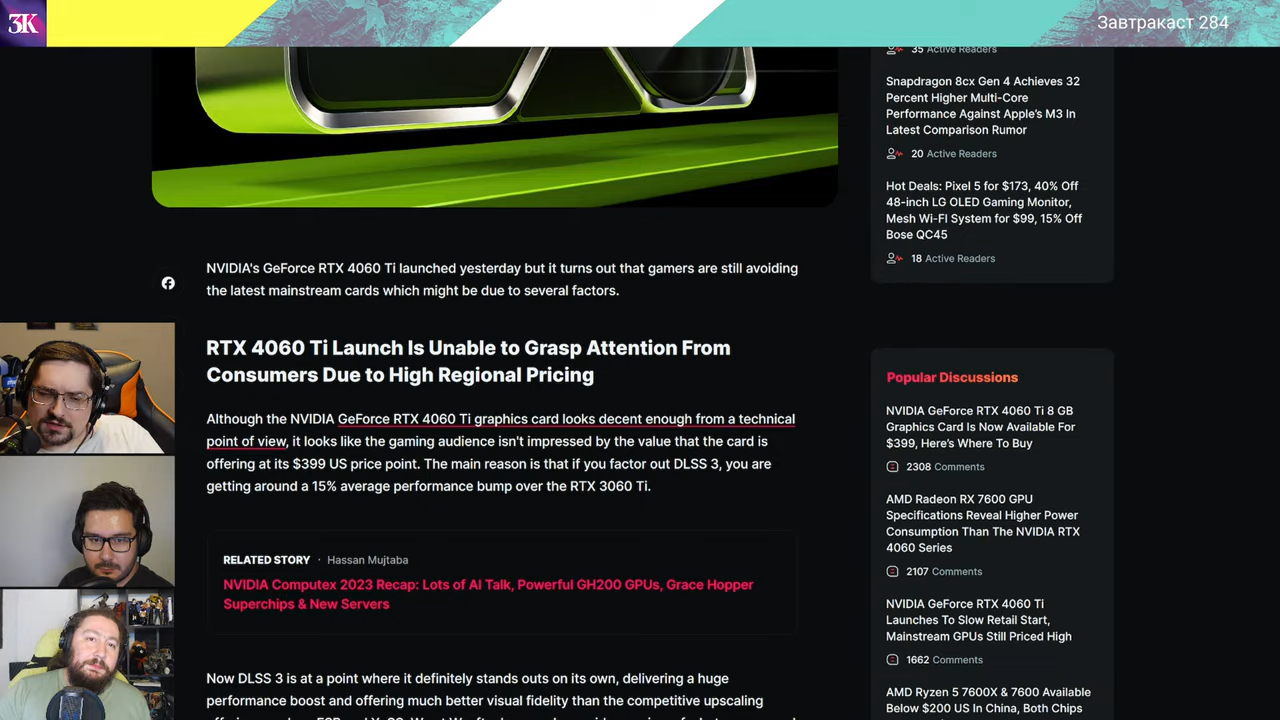 3K
Завтракаст 284
35 Active Readers
Snapdragon 8cx Gen 4 Achieves 32
Percent Higher Multi-Core
Performance Against Apple's M3 In
Latest Comparison Rumor
20 Active Readers
Hot Deals: Pixel 5 for $173, 40% Off
48-inch LG OLED Gaming Monitor,
Mesh Wi-FI System for $99, 15% Off
Bose QC45
18 Active Readers
NVIDIA's GeForce RTX 4060 Ti launched yesterday but it turns out that gamers are still avoiding
the latest mainstream cards which might be due to several factors.
RTX 4060 Ti Launch Is Unable to Grasp Attention From
Consumers Due to High Regional Pricing
Although the NVIDIA GeForce RTX 4060 Ti graphics card looks decent enough from a technical
point of view, it looks like the gaming audience isn't impressed by the value that the card is
offering at its $399 US price point. The main reason is that if you factor out DLSS 3, you are
getting around a 15% average performance bump over the RTX 3060 Ti.
RELATED STORY · Hassan Mujtaba
NVIDIA Computex 2023 Recap: Lots of AI Talk, Powerful GH200 GPUs, Grace Hopper
Superchips & New Servers
Now DLSS 3 is at a point where it definitely stands outs on its own, delivering a huge
performance boost and offering much better visual fidelity than the competitive upscaling
Popular Discussions
NVIDIA GeForce RTX 4060 Ti 8 GB
Graphics Card Is Now Available For
$399, Here's Where To Buy
2308 Comments
AMD Radeon RX 7600 GPU
Specifications Reveal Higher Power
Consumption Than The NVIDIA RTX
4060 Series
2107 Comments
NVIDIA GeForce RTX 4060 Ti
Launches To Slow Retail Start,
Mainstream GPUs Still Priced High
1662 Comments
AMD Ryzen 5 7600X & 7600 Available
Below $200 US In China, Both Chips